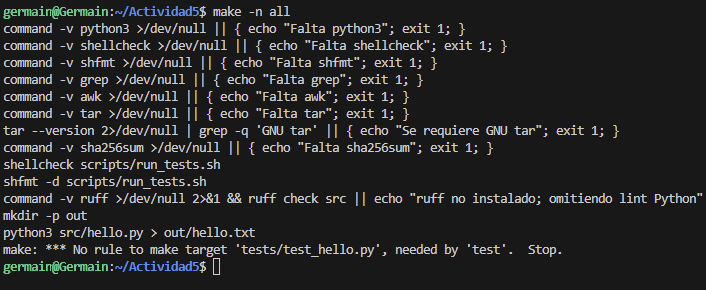 germain@Germain:~/Actividad5$ make -n all
command -v python3 >/dev/null || { echo "Falta python3"; exit 1; }
command -v shellcheck >/dev/null || { echo "Falta shellcheck"; exit 1; }
command -v shfmt >/dev/null || { echo "Falta shfmt"; exit 1; }
command -v grep >/dev/null || { echo "Falta grep"; exit 1; }
command -v awk >/dev/null || { echo "Falta awk"; exit 1; }
command -v tar >/dev/null || { echo "Falta tar"; exit 1; }
tar --version 2>/dev/null | grep -q 'GNU tar' || { echo "Se requiere GNU tar"; exit 1; }
command -v sha256sum >/dev/null || { echo "Falta sha256sum"; exit 1; }
shellcheck scripts/run_tests.sh
shfmt -d scripts/run_tests.sh
command -v ruff >/dev/null 2>&1 && ruff check src || echo "ruff no instalado; omitiendo lint Python"
mkdir -p out
python3 src/hello.py > out/hello.txt
make: *** No rule to make target 'tests/test_hello.py', needed by 'test'.  Stop.
germain@Germain:~/Actividad5$